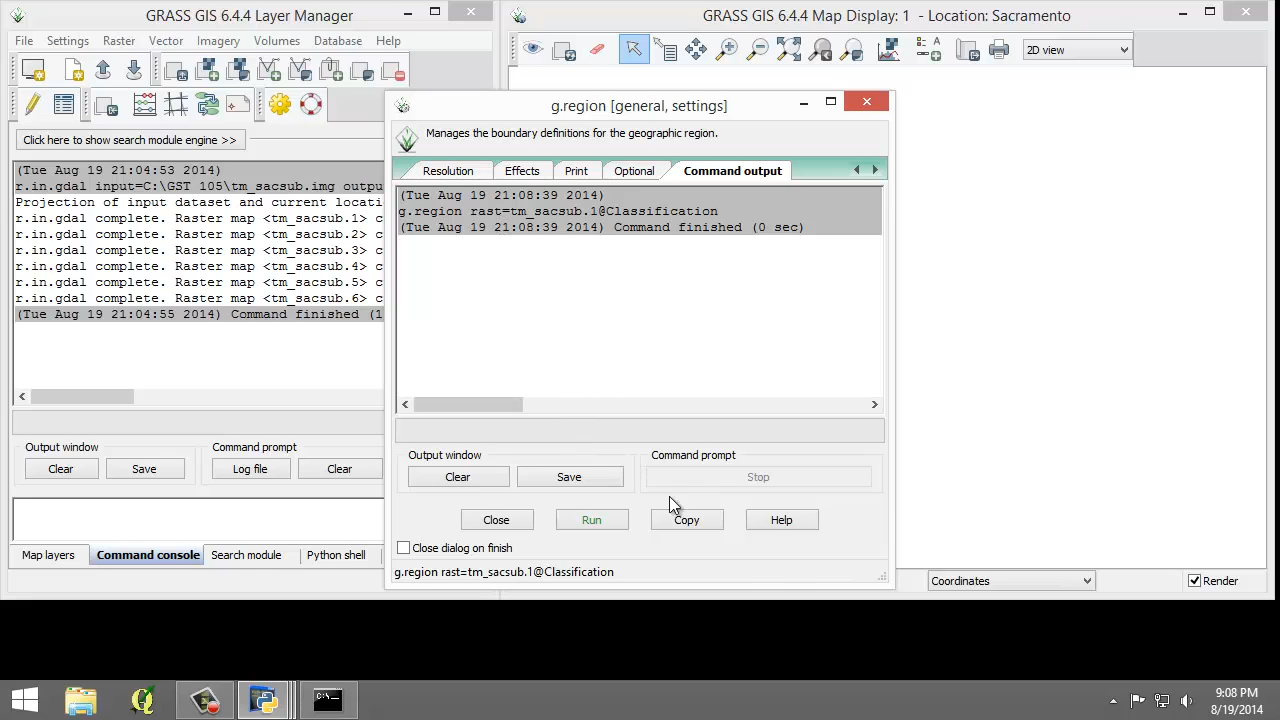 GRASS GIS 6.4.4 Layer Manager
File Settings Raster Vector Imagery Volumes Database Help
Click here to show search module engine >>
(Tue Aug 19 21:04:53 2014)
r.in.gdal input=C:\GST 105\tm_sacsub.img outpu
Projection of input dataset and current locati
r.in.gdal complete. Raster map <tm_sacsub.1> c
r.in.gdal complete. Raster map <tm_sacsub.2> c
r.in.gdal complete. Raster map <tm_sacsub.3> c
r.in.gdal complete. Raster map <tm_sacsub.4> c
r.in.gdal complete. Raster map <tm_sacsub.5> c
r.in.gdal complete. Raster map <tm_sacsub.6> c
(Tue Aug 19 21:04:55 2014) Command finished (1
Output window
Command prompt
Clear Save Log file Clear
Map layers Command console Search module Python shell
GRASS GIS 6.4.4 Map Display: 1 - Location: Sacramento
2D view
g.region [general, settings]
Manages the boundary definitions for the geographic region.
Resolution Effects Print Optional Command output
(Tue Aug 19 21:08:39 2014)
g.region rast=tm_sacsub.1@Classification
(Tue Aug 19 21:08:39 2014) Command finished (0 sec)
Output window
Command prompt
Clear Save Stop
Close Run Copy Help
Close dialog on finish
g.region rast=tm_sacsub.1@Classification
Coordinates
Render
9:08 PM
8/19/2014